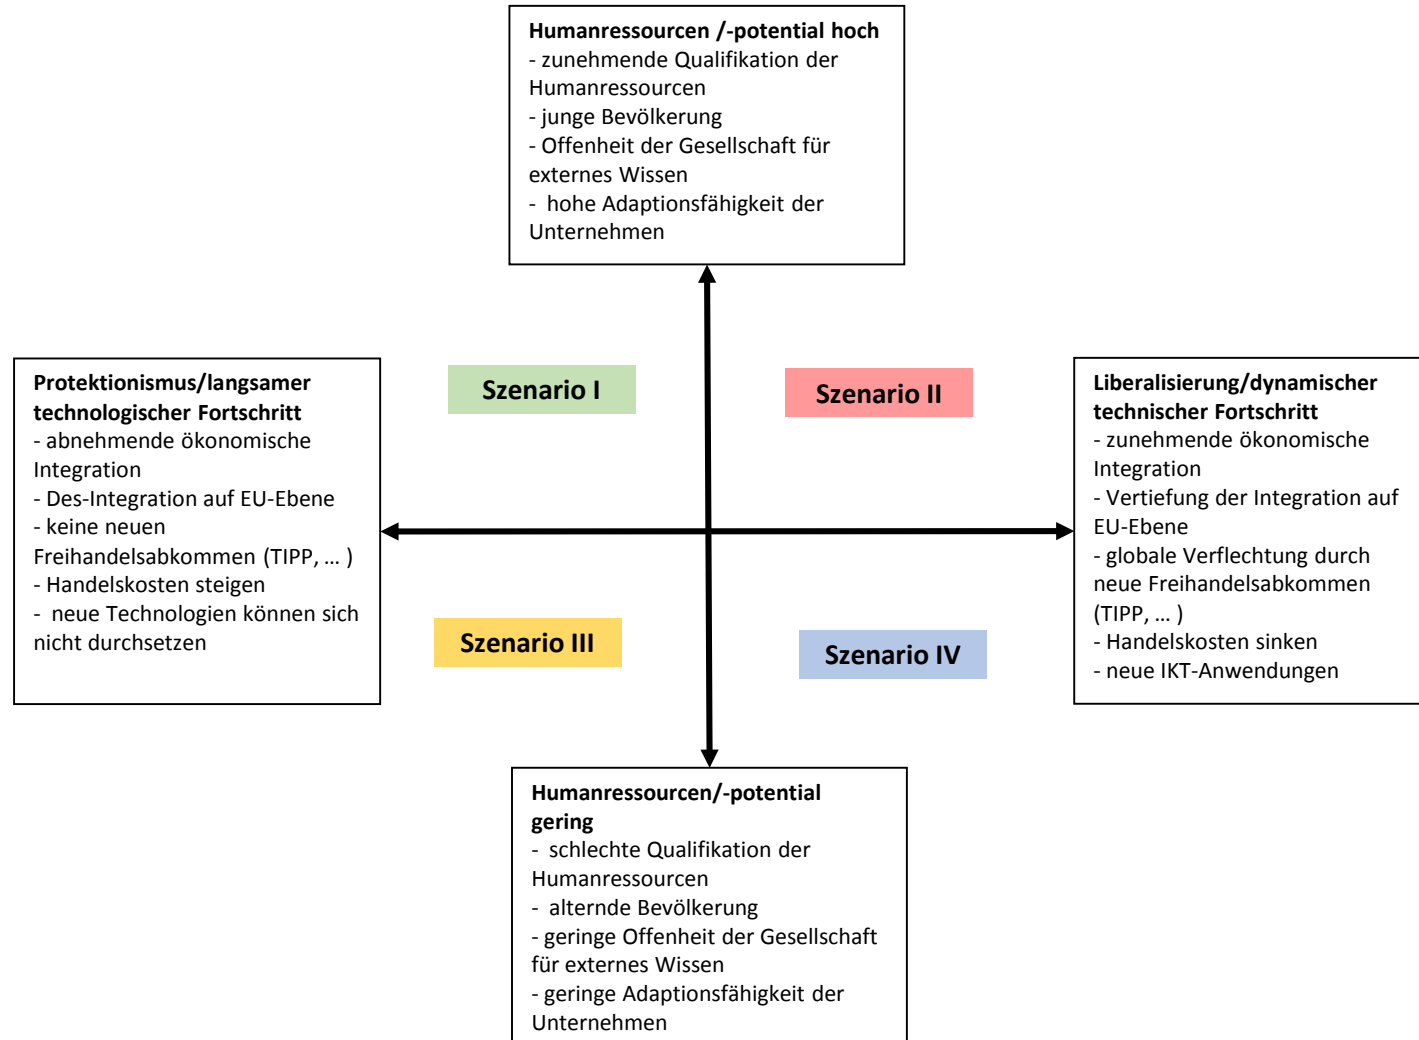 Humanressourcen /-potential hoch
- zunehmende Qualifikation der
Humanressourcen
- junge Bevölkerung
- Offenheit der Gesellschaft für
externes Wissen
- hohe Adaptionsfähigkeit der
Unternehmen
Protektionismus/langsamer
technologischer Fortschritt
- abnehmende ökonomische
Integration
- Des-Integration auf EU-Ebene
- keine neuen
Freihandelsabkommen (TIPP, … )
- Handelskosten steigen
- neue Technologien können sich
nicht durchsetzen
Szenario I
Szenario II
Szenario III
Szenario IV
Liberalisierung/dynamischer
technischer Fortschritt
- zunehmende ökonomische
Integration
- Vertiefung der Integration auf
EU-Ebene
- globale Verflechtung durch
neue Freihandelsabkommen
(TIPP, … )
- Handelskosten sinken
- neue IKT-Anwendungen
Humanressourcen/-potential
gering
- schlechte Qualifikation der
Humanressourcen
- alternde Bevölkerung
- geringe Offenheit der Gesellschaft
für externes Wissen
- geringe Adaptionsfähigkeit der
Unternehmen